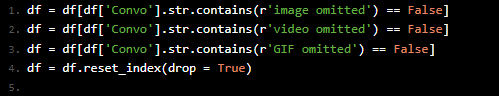 1. df = df[df['Convo'].str.contains(r'image omitted') == False]
2. df = df[df['Convo'].str.contains(r'video omitted') == False]
3. df = df[df['Convo'].str.contains(r'GIF omitted') == False]
4. df = df.reset_index(drop = True)
5.